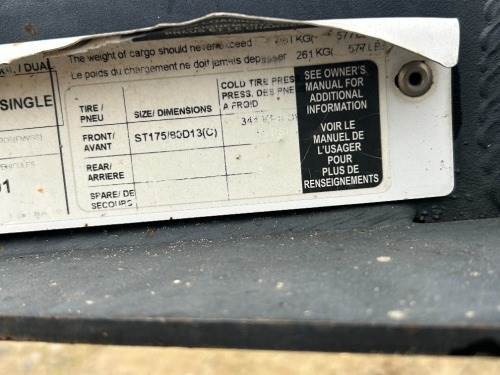 / DUAL
The weight of cargo should never exceed 261 KG(- 577 LB
Le poids du chargement ne doit jamais depasser 261 KG( 577 LB
SINGLE
01
TIRE / PNEU
SIZE/ DIMENSIONS
COLD TIRE PRES
PRESS. DES PNE
A FROID
FRONT/
AVANT
ST175/80D13(C)
REAR/
ARRIERE
SPARE/ DE
SECOURS
SEE OWNER'S
MANUAL FOR
ADDITIONAL
INFORMATION
VOIR LE
MANUEL DE
L'USAGER
POUR
PLUS DE
RENSEIGNEMENTS